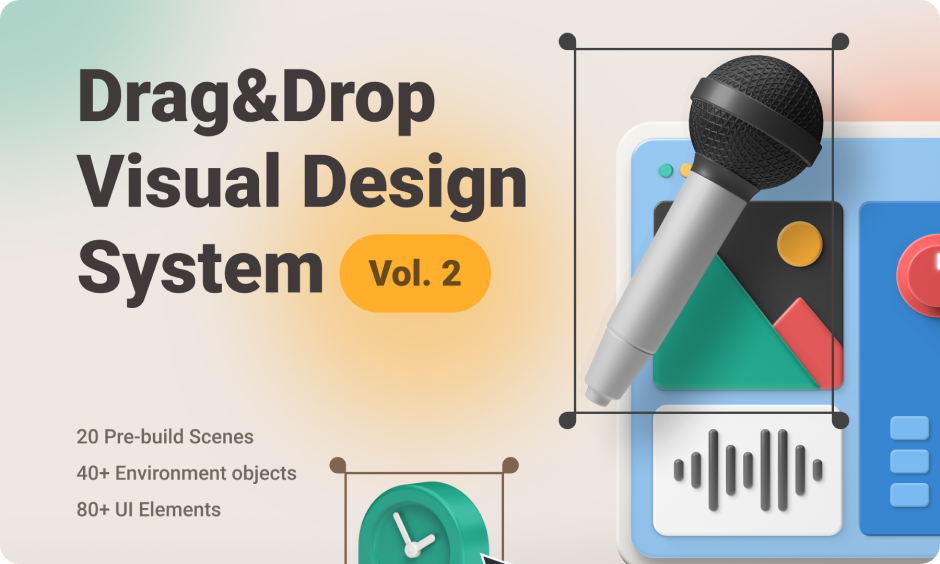 Drag&Drop
Visual Design
System Vol. 2
20 Pre-build Scenes
40+ Environment objects
80+ UI Elements